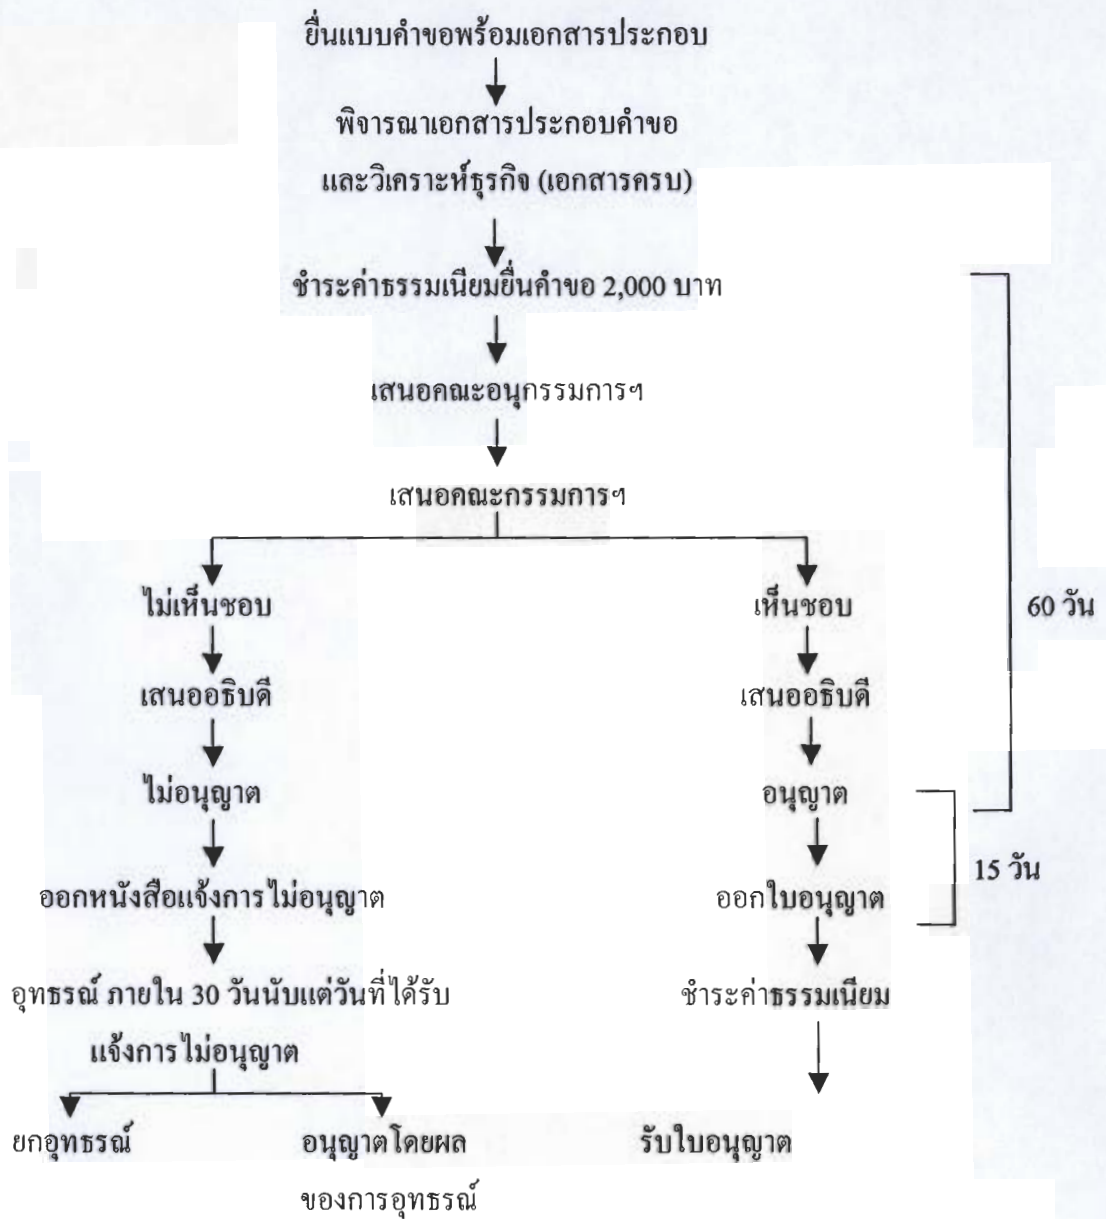 ยื่นแบบคำขอพร้อมเอกสารประกอบ
พิจารณาเอกสารประกอบคำขอ
และวิเคราะห์ธุรกิจ (เอกสารครบ)
ชำระค่าธรรมเนียมยื่นคำขอ 2,000 บาท
เสนอคณะอนุกรรมการฯ
เสนอคณะกรรมการฯ
ไม่เห็นชอบ
เห็นชอบ
60 วัน
เสนออธิบดี
เสนออธิบดี
ไม่อนุญาต
อนุญาต
15 วัน
ออกหนังสือแจ้งการไม่อนุญาต
ออกใบอนุญาต
อุทธรณ์ ภายใน 30 วันนับแต่วันที่ได้รับ
แจ้งการไม่อนุญาต
ชำระค่าธรรมเนียม
ยกอุทธรณ์
อนุญาตโดยผล
ของการอุทธรณ์
รับใบอนุญาต